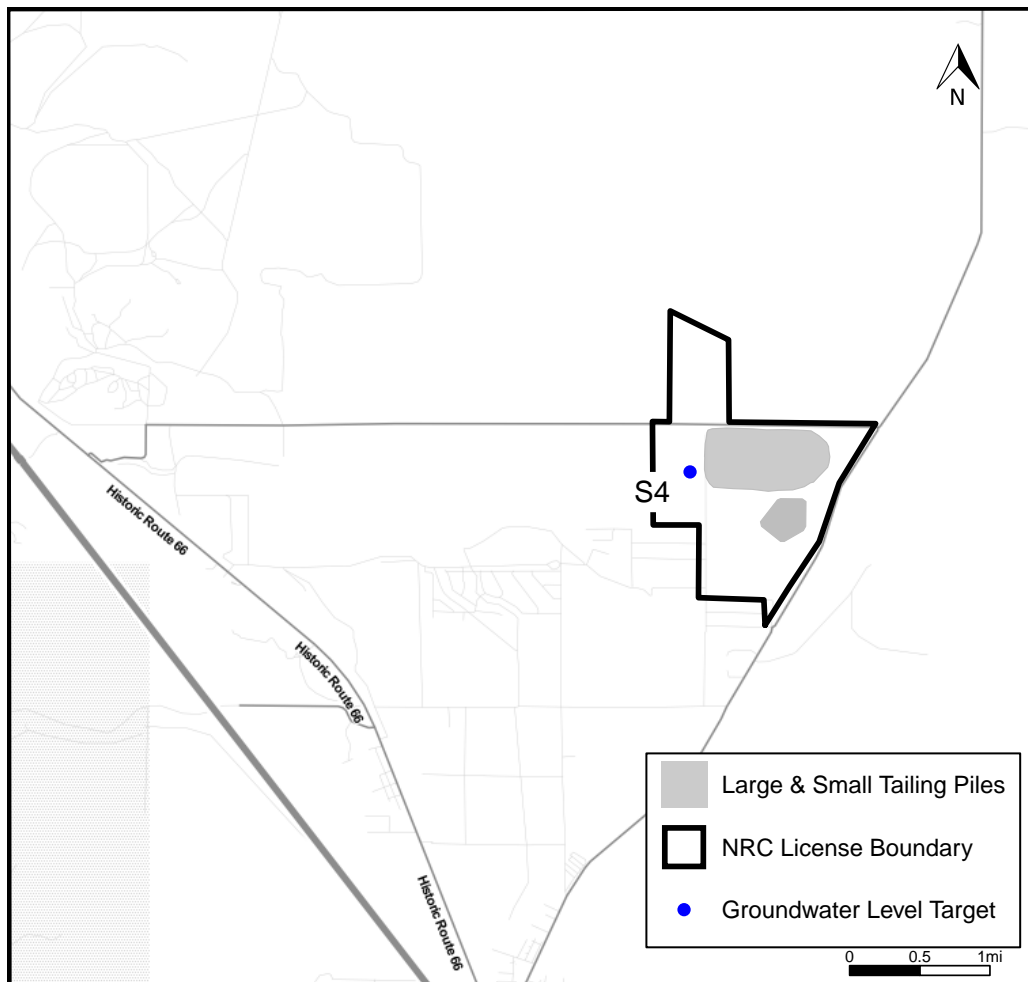 N
S4
Historic Route 66
Historic Route 66
Historic Route 66
Large & Small Tailing Piles
NRC License Boundary
Groundwater Level Target
0 0.5 1mi